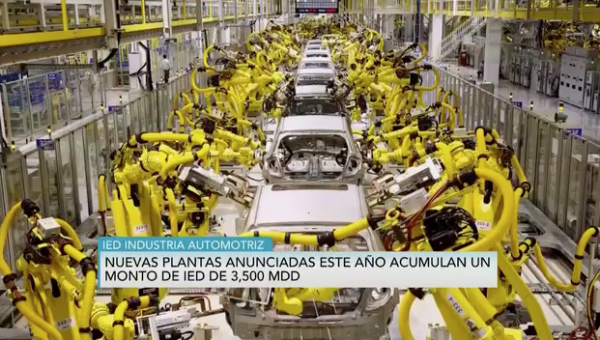 IED INDUSTRIA AUTOMOTRIZ
NUEVAS PLANTAS ANUNCIADAS ESTE AÑO ACUMULAN UN
MONTO DE IED DE 3,500 MDD